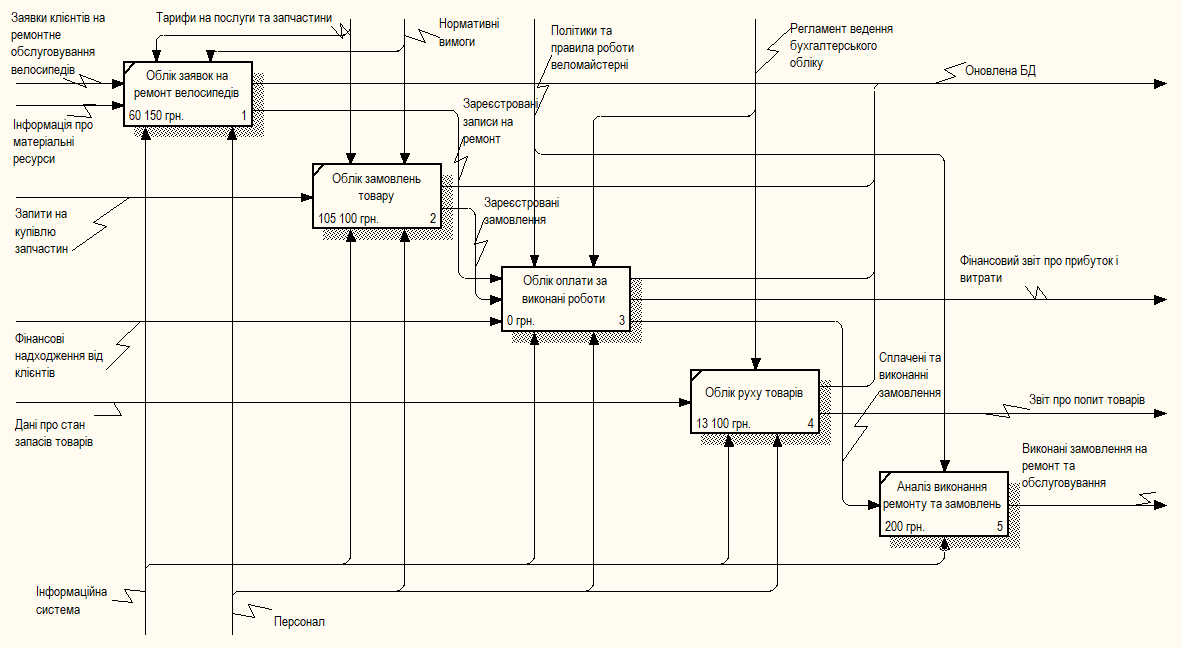 Заявки клієнтів на
ремонтне
обслуговування
велосипедів
Тарифи на послуги та запчастини
Нормативні
вимоги
Політики та
правила роботи
веломайстерні
Регламент ведення
бухгалтерського
обліку
Оновлена БД
Облік заявок на
ремонт велосипедів
60 150 грн.
1
Інформація про
матеріальні
ресурси
Зареєстровані
записи на
ремонт
Облік замовлень
товару
105 100 грн.
2
Запити на
купівлю
запчастин
Зареєстровані
замовлення
Облік оплати за
виконані роботи
0 грн.
3
Фінансовий звіт про прибуток і
витрати
Фінансові
надходження від
клієнтів
Сплачені та
виконанні
замовлення
Облік руху товарів
13 100 грн.
4
Звіт про попит товарів
Дані про стан
запасів товарів
Виконані замовлення на
ремонт та
обслуговування
Аналіз виконання
ремонту та замовлень
200 грн.
5
Інформаційна
система
Персонал